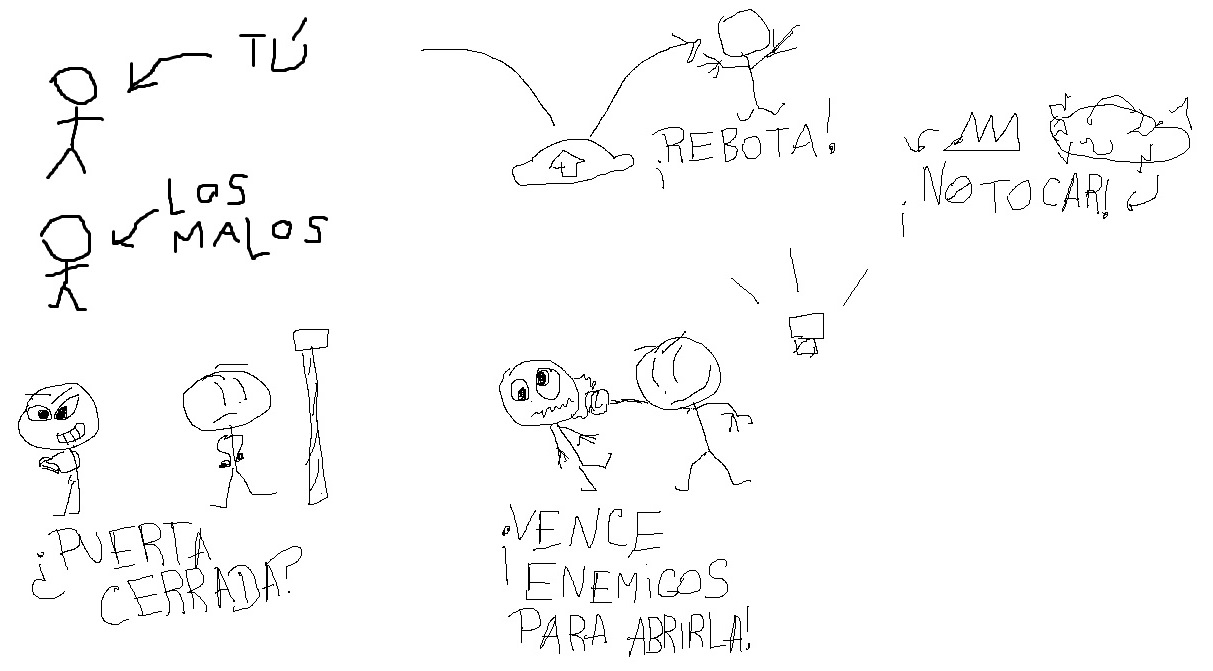 TÚ
LOS
MALOS
¡REBOTA!
¡NO TOCAR!
¿PUERTA
CERRADA?
¡VENCE
ENEMiGOS
PARA ABRIRLA!